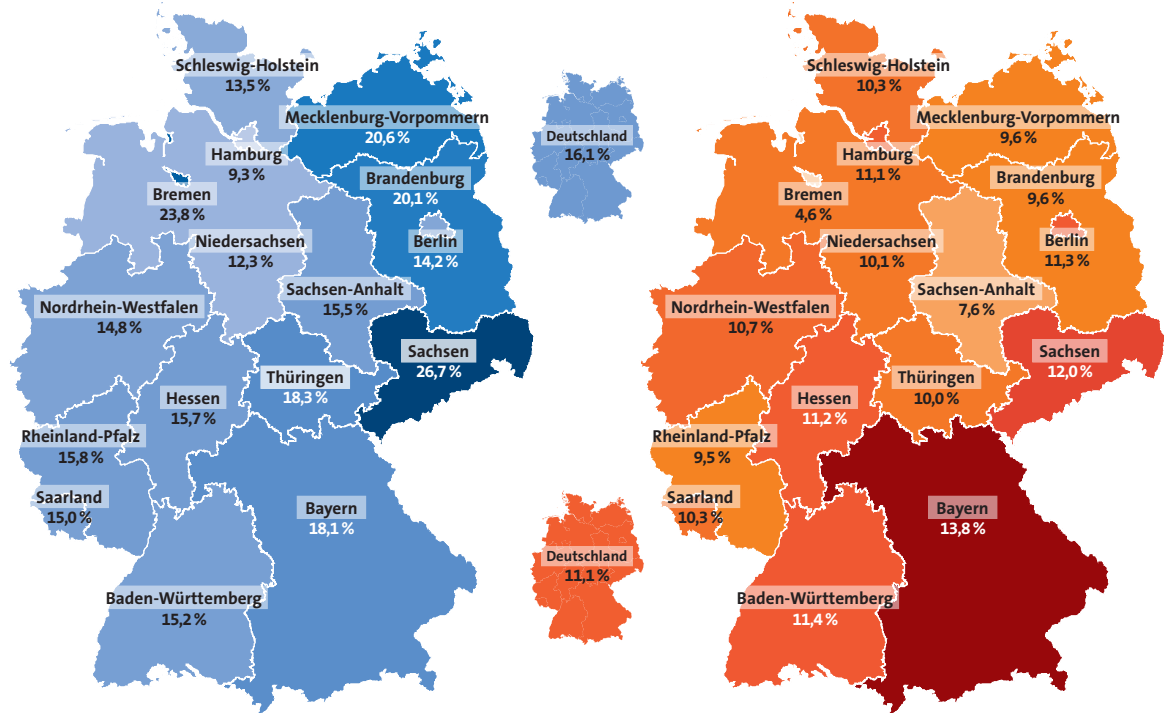 Schleswig-Holstein
13,5 %
Mecklenburg-Vorpommern
20,6 %
Hamburg
9,3 %
Bremen
23,8 %
Brandenburg
20,1 %
Niedersachsen
12,3 %
Berlin
14,2 %
Sachsen-Anhalt
15,5 %
Nordrhein-Westfalen
14,8 %
Sachsen
26,7 %
Thüringen
18,3 %
Hessen
15,7 %
Rheinland-Pfalz
15,8 %
Saarland
15,0 %
Bayern
18,1 %
Baden-Württemberg
15,2 %
Deutschland
16,1 %
Deutschland
11,1 %
Schleswig-Holstein
10,3 %
Mecklenburg-Vorpommern
9,6 %
Hamburg
11,1 %
Bremen
4,6 %
Brandenburg
9,6 %
Niedersachsen
10,1 %
Berlin
11,3 %
Sachsen-Anhalt
7,6 %
Nordrhein-Westfalen
10,7 %
Sachsen
12,0 %
Thüringen
10,0 %
Hessen
11,2 %
Rheinland-Pfalz
9,5 %
Saarland
10,3 %
Bayern
13,8 %
Baden-Württemberg
11,4 %